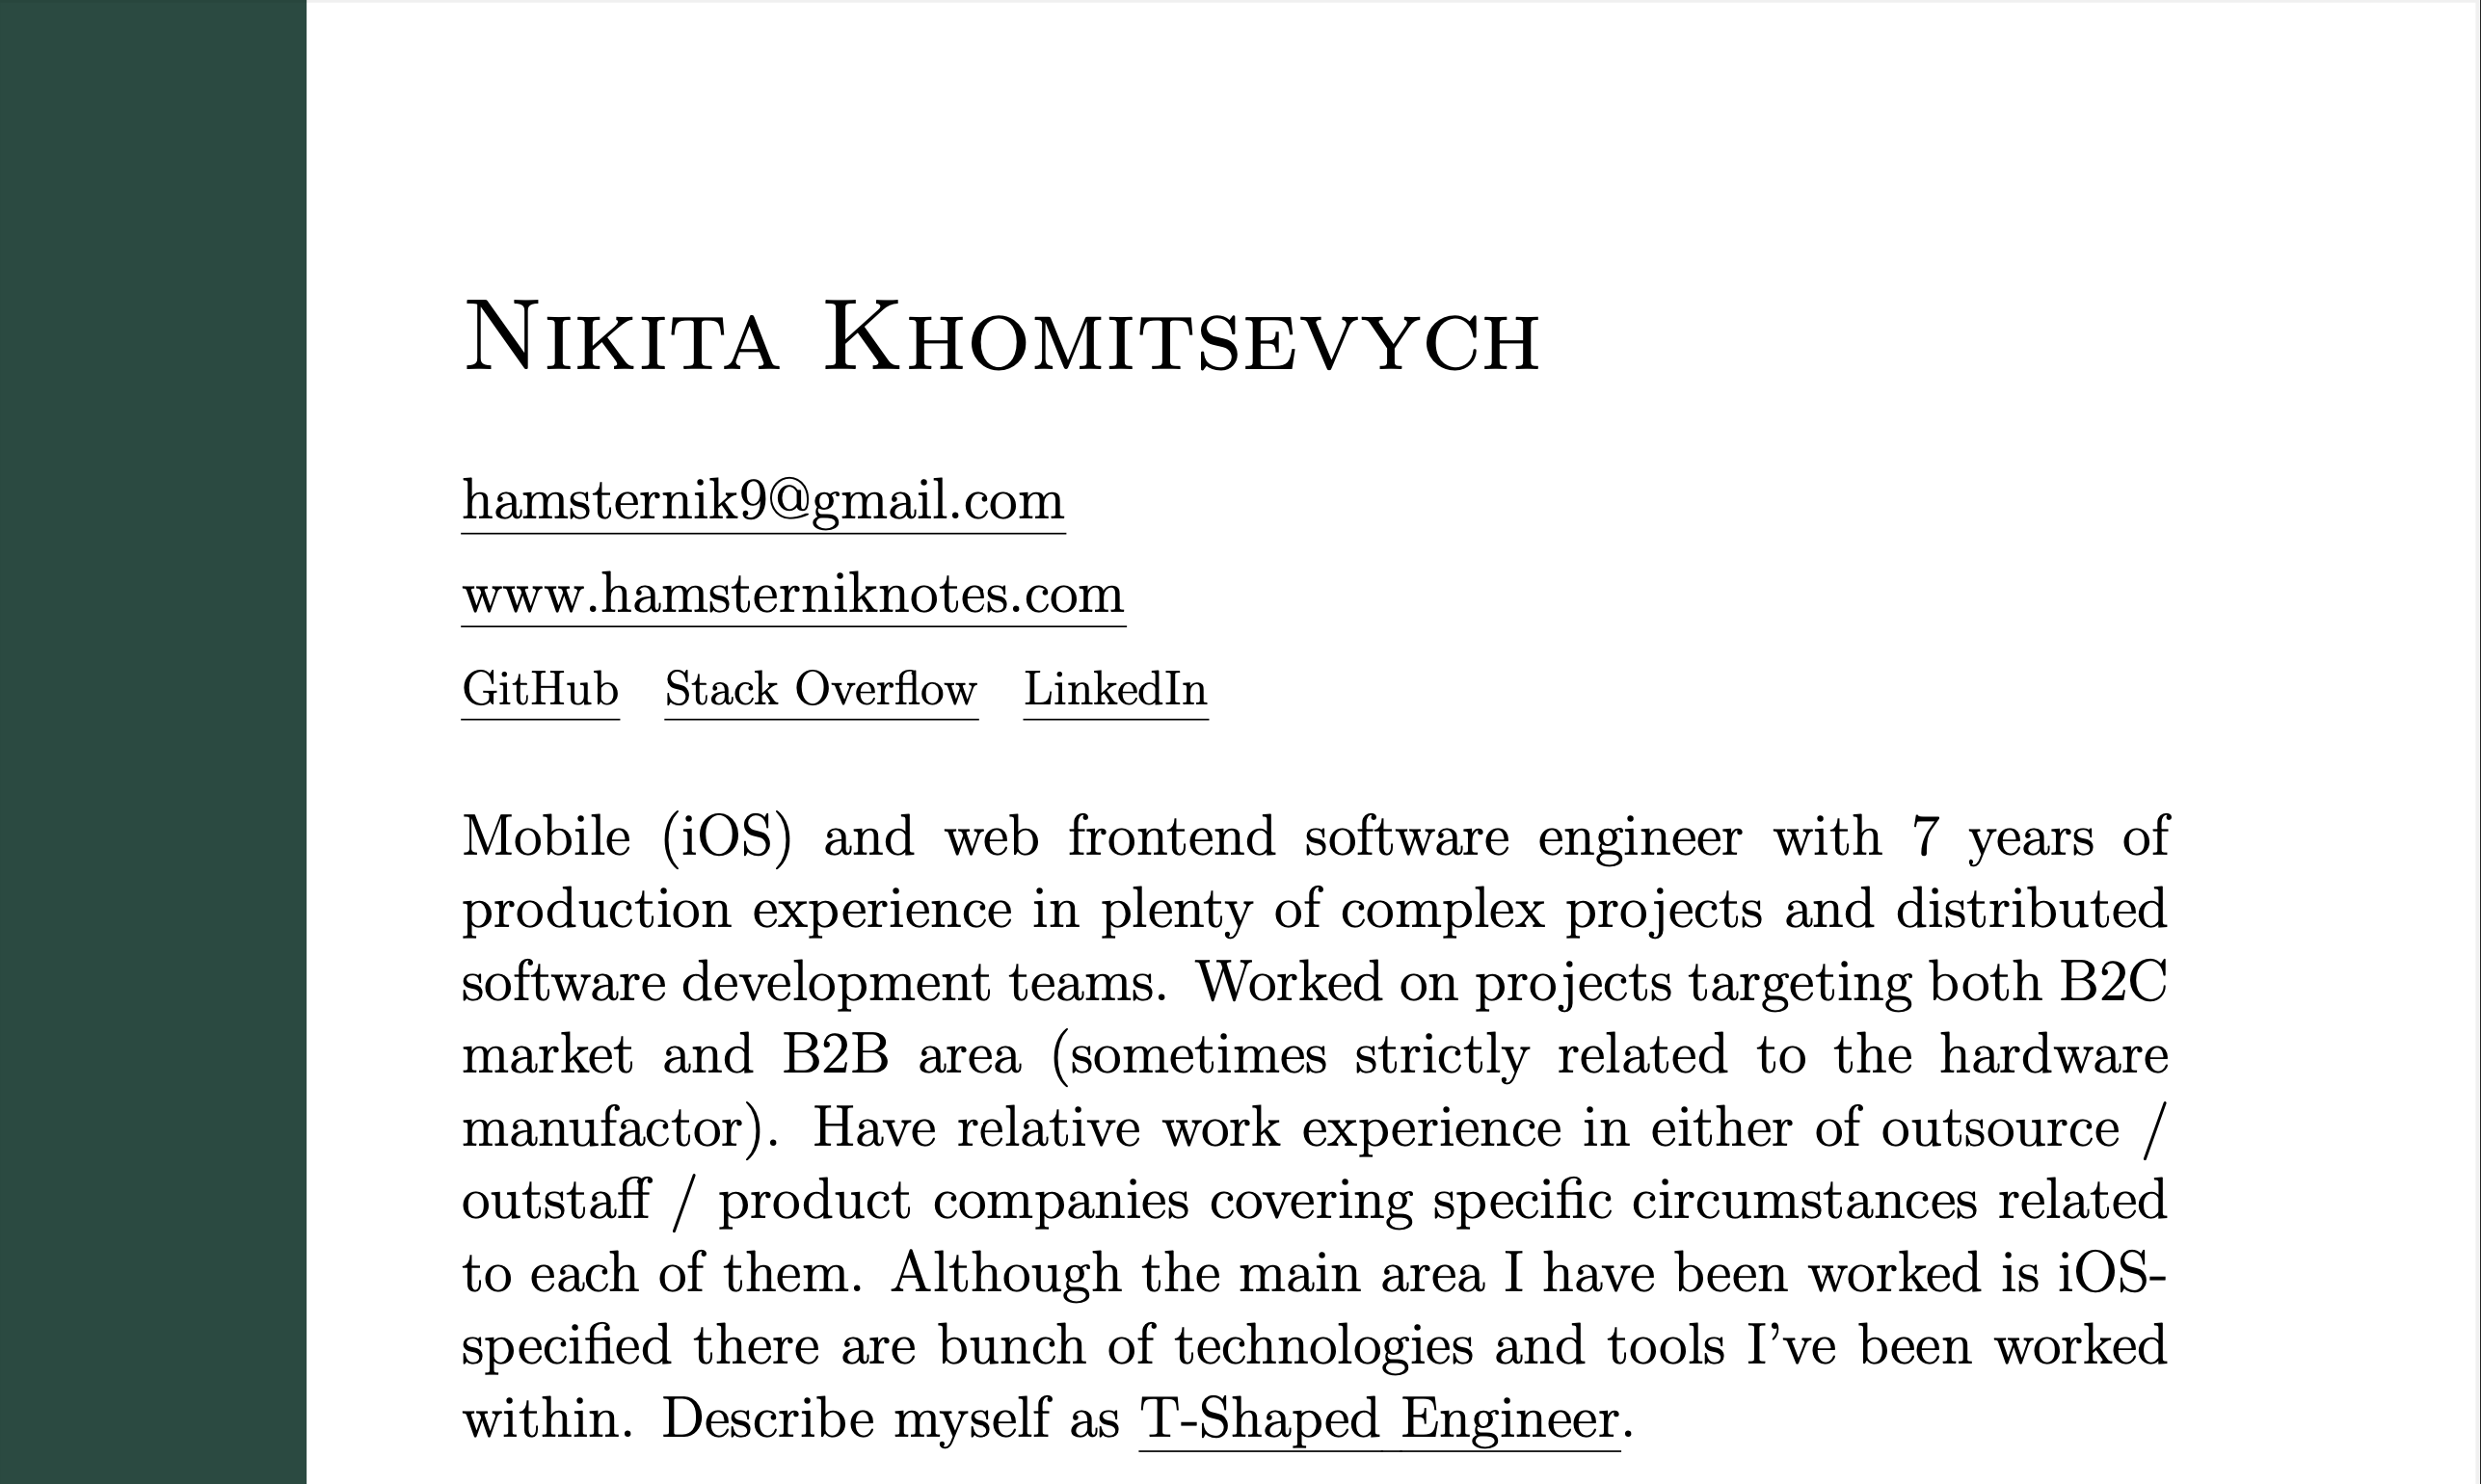 Nikita Khomitsevych
hamsternik9@gmail.com
www.hamsterniknotes.com
GitHub Stack Overflow LinkedIn
Mobile (iOS) and web frontend software engineer with 7 years of
production experience in plenty of complex projects and distributed
software development teams. Worked on projects targeting both B2C
market and B2B area (sometimes strictly related to the hardware
manufactor). Have relative work experience in either of outsource /
outstaff / product companies covering specific circumstances related
to each of them. Although the main area I have been worked is iOS-
specified there are bunch of technologies and tools I've been worked
within. Describe myself as T-Shaped Engineer.